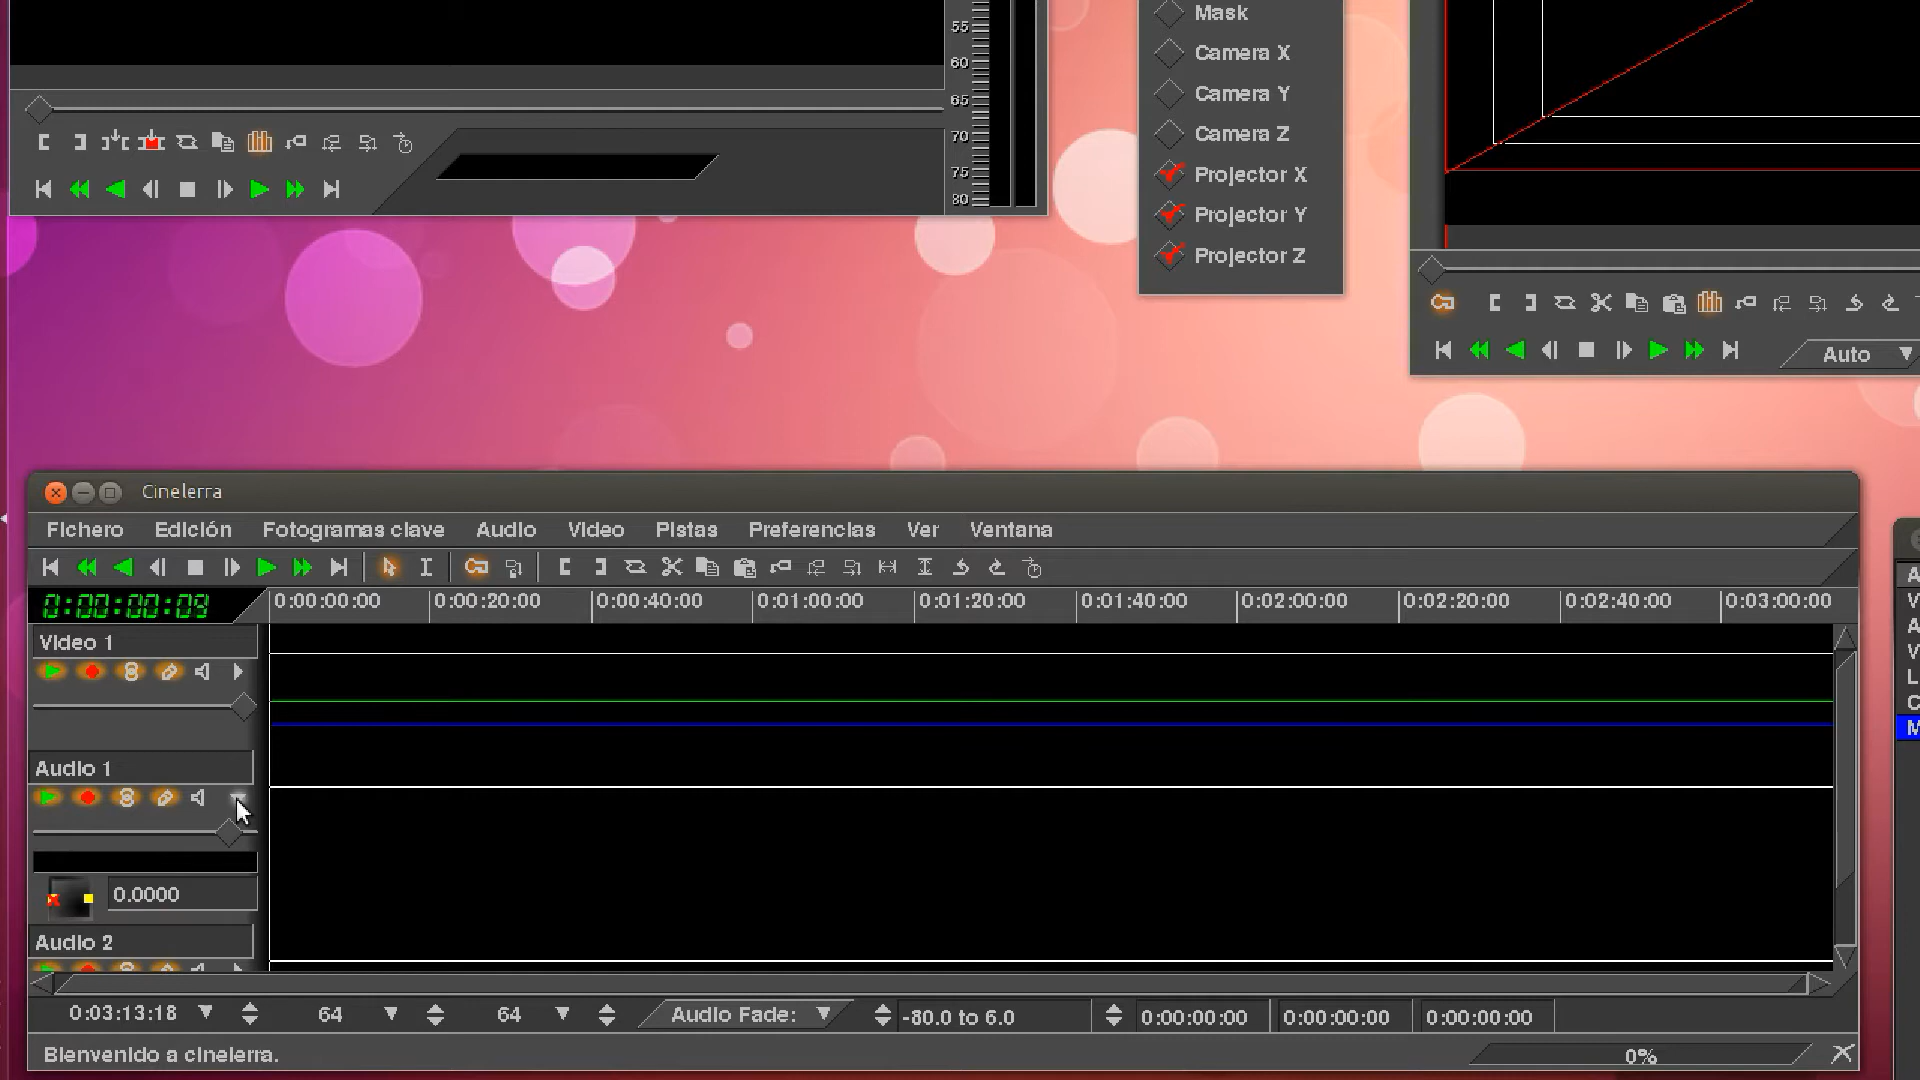 55
60
65
70
75
80
Mask
Camera X
Camera Y
Camera Z
Projector X
Projector Y
Projector Z
Auto
Cinelerra
Fichero Edición Fotogramas clave Audio Video Pistas Preferencias Ver Ventana
0:00:00:09 0:00:00:00 0:00:20:00 0:00:40:00 0:01:00:00 0:01:20:00 0:01:40:00 0:02:00:00 0:02:20:00 0:02:40:00 0:03:00:00
Video 1
Audio 1
0.0000
Audio 2
0:03:13:18 64 64 Audio Fade: -80.0 to 6.0 0:00:00:00 0:00:00:00 0:00:00:00
Bienvenido a cinelerra. 0%